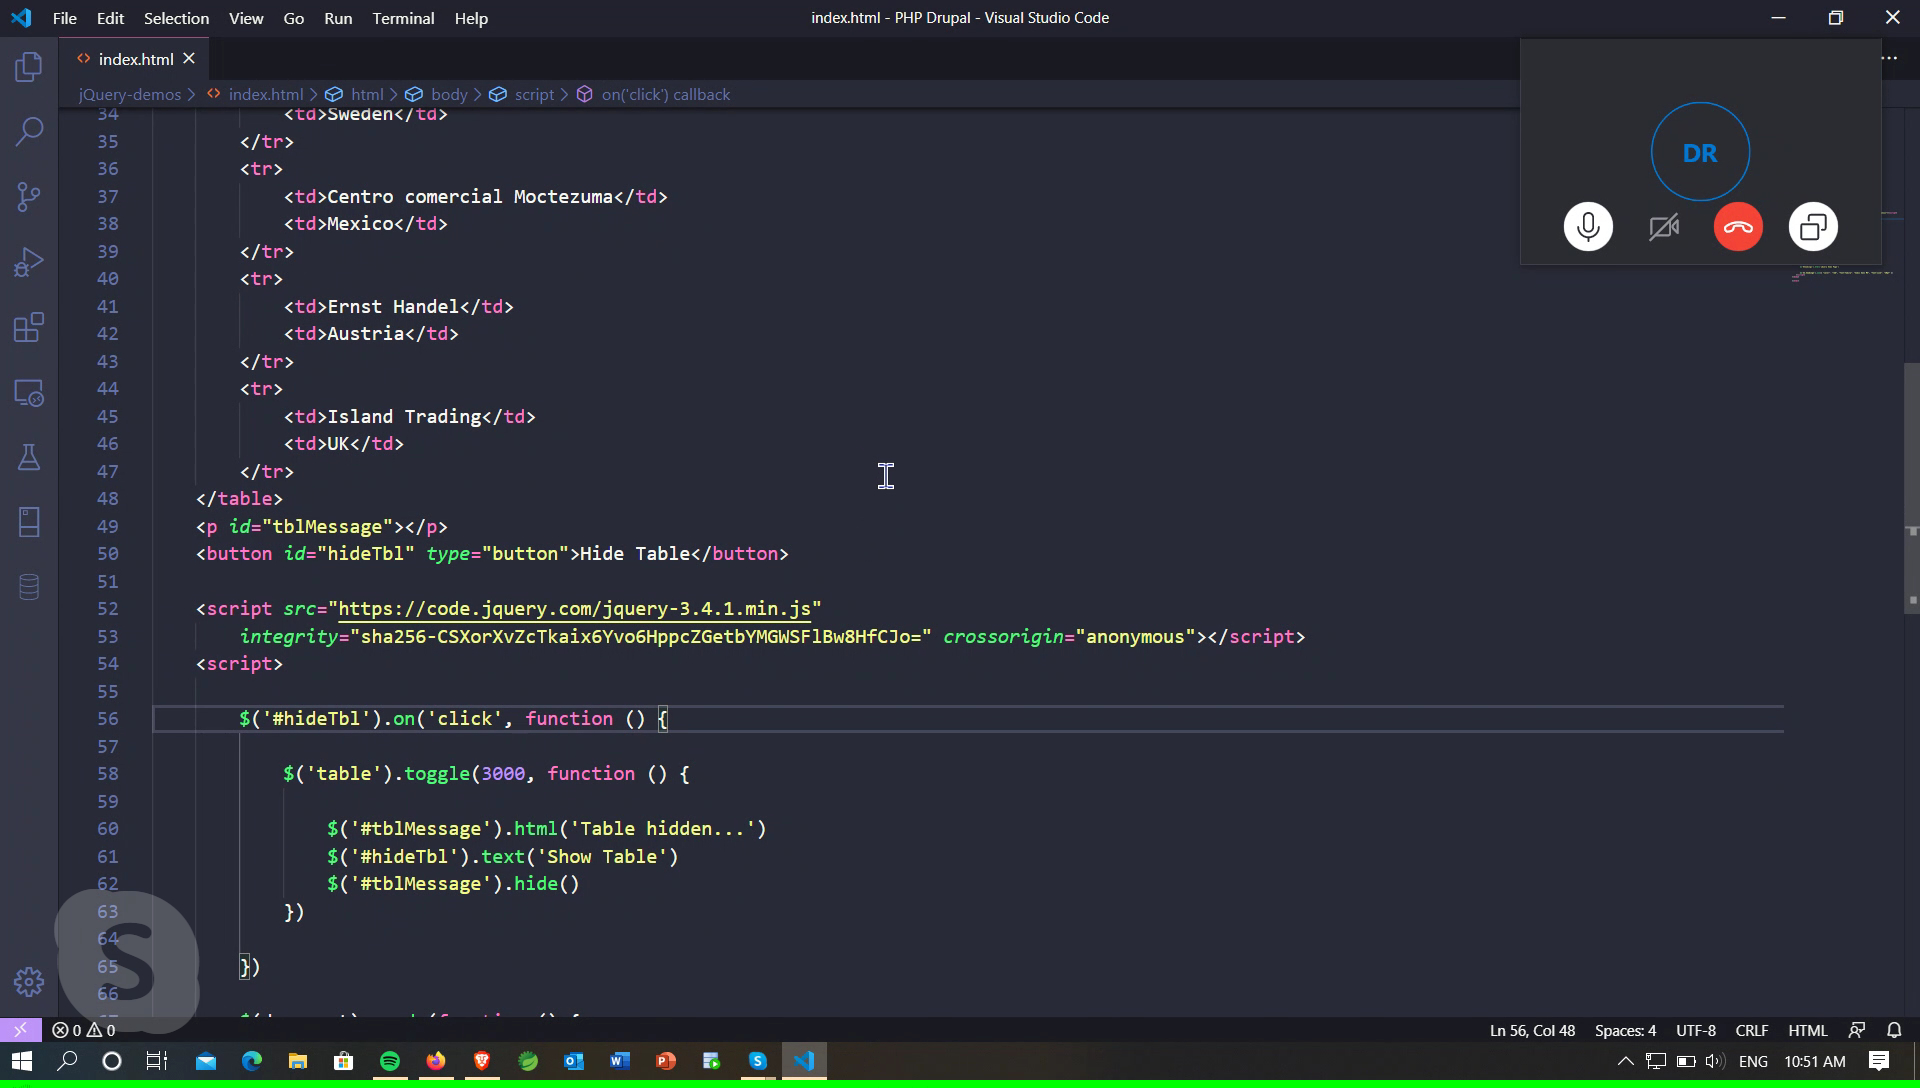 File Edit Selection View Go Run Terminal Help
index.html - PHP Drupal - Visual Studio Code
index.html
jQuery-demos > index.html > html > body > script > on('click') callback
34 <td>Sweden</td>
35 </tr>
36 <tr>
37 <td>Centro comercial Moctezuma</td>
38 <td>Mexico</td>
39 </tr>
40 <tr>
41 <td>Ernst Handel</td>
42 <td>Austria</td>
43 </tr>
44 <tr>
45 <td>Island Trading</td>
46 <td>UK</td>
47 </tr>
48 </table>
49 <p id="tblMessage"></p>
50 <button id="hideTbl" type="button">Hide Table</button>
51
52 <script src="https://code.jquery.com/jquery-3.4.1.min.js"
53 integrity="sha256-CSXorXvZcTkaix6Yvo6HppcZGetbYMGWSFlBw8HfCJo=" crossorigin="anonymous"></script>
54 <script>
55
56 $('#hideTbl').on('click', function () {
57
58 $('table').toggle(3000, function () {
59
60 $('#tblMessage').html('Table hidden...')
61 $('#hideTbl').text('Show Table')
62 $('#tblMessage').hide()
63 })
64
65 })
66
DR
S
0 0
Ln 56, Col 48 Spaces: 4 UTF-8 CRLF HTML
ENG 10:51 AM